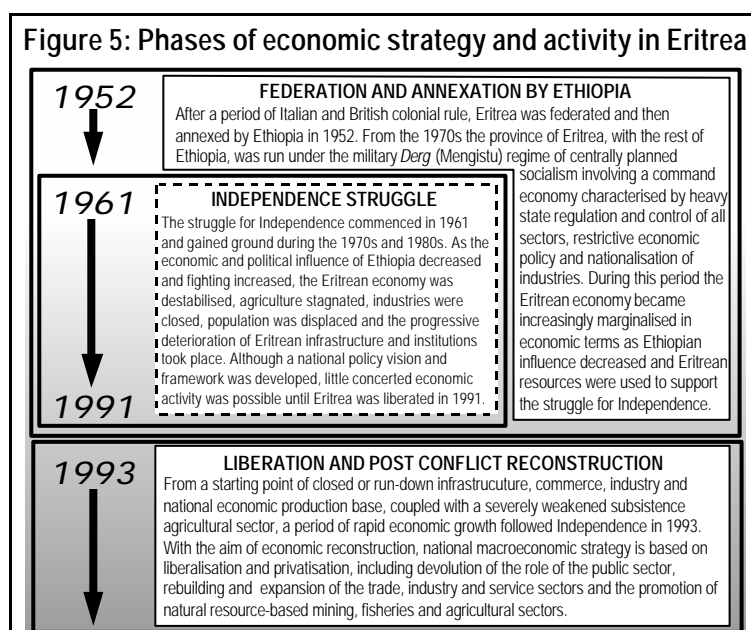 Figure 5: Phases of economic strategy and activity in Eritrea
1952
FEDERATION AND ANNEXATION BY ETHIOPIA
After a period of Italian and British colonial rule, Eritrea was federated and then
annexed by Ethiopia in 1952. From the 1970s the province of Eritrea, with the rest of
Ethiopia, was run under the military Derg (Mengistu) regime of centrally planned
socialism involving a command
economy characterised by heavy
state regulation and control of all
sectors, restrictive economic
policy and nationalisation of
industries. During this period the
Eritrean economy became
increasingly marginalised in
economic terms as Ethiopian
influence decreased and Eritrean
resources were used to support
the struggle for Independence.
1961
INDEPENDENCE STRUGGLE
The struggle for Independence commenced in 1961
and gained ground during the 1970s and 1980s. As the
economic and political influence of Ethiopia decreased
and fighting increased, the Eritrean economy was
destabilised, agriculture stagnated, industries were
closed, population was displaced and the progressive
deterioration of Eritrean infrastructure and institutions
took place. Although a national policy vision and
framework was developed, little concerted economic
activity was possible until Eritrea was liberated in 1991.
1991
1993
LIBERATION AND POST CONFLICT RECONSTRUCTION
From a starting point of closed or run-down infrastrucuture, commerce, industry and
national economic production base, coupled with a severely weakened subsistence
agricultural sector, a period of rapid economic growth followed Independence in 1993.
With the aim of economic reconstruction, national macroeconomic strategy is based on
liberalisation and privatisation, including devolution of the role of the public sector,
rebuilding and expansion of the trade, industry and service sectors and the promotion of
natural resource-based mining, fisheries and agricultural sectors.